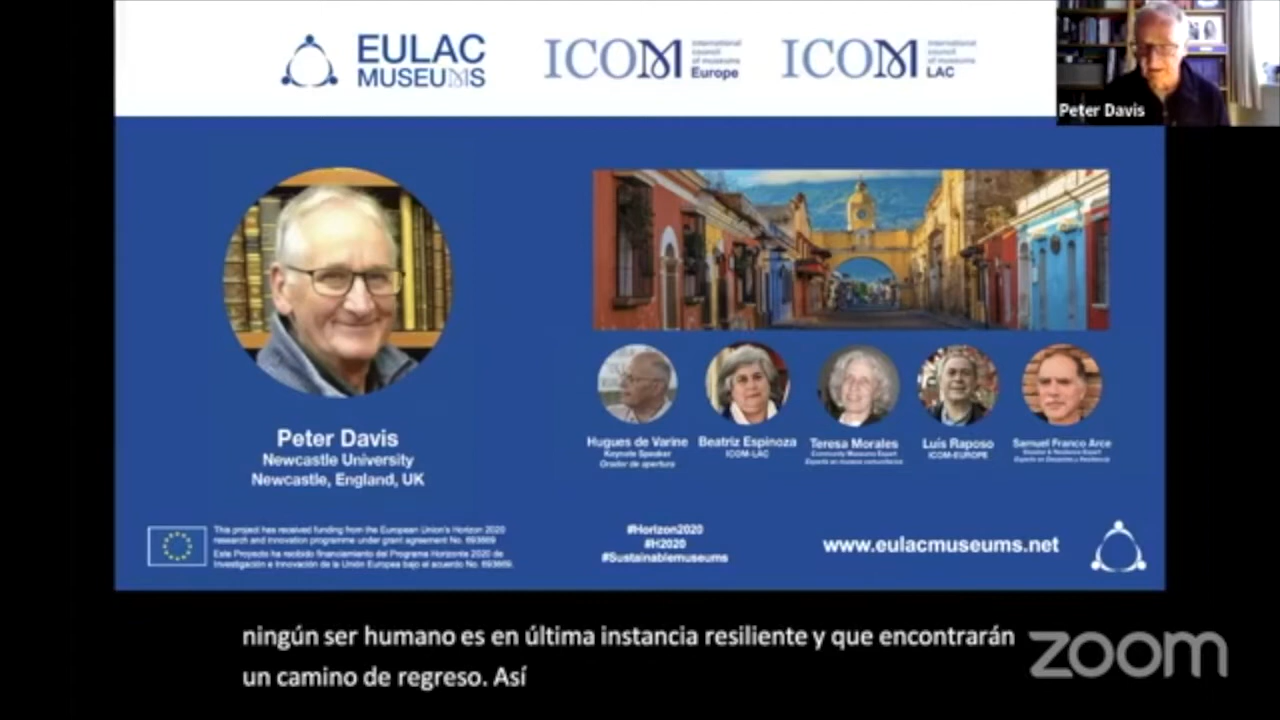 EULAC
MUSEUMS
ICOM
international
council
of museums
Europe
ICOM
international
council
of museums
LAC
Peter Davis
Peter Davis
Newcastle University
Newcastle, England, UK
Hugues de Varine
Keynote Speaker
Orador de apertura
Beatriz Espinoza
ICOM-LAC
Teresa Morales
Community Museums Expert
Experta en museos comunitarios
Luís Raposo
ICOM-EUROPE
Samuel Franco Arce
Disaster & Resilience Expert
Experto en Desastres y Resiliencia
This project has received funding from the European Union's Horizon 2020
research and innovation programme under grant agreement No. 693669
Este Proyecto ha recibido financiamiento del Programa Horizonte 2020 de
Investigación e Innovación de la Unión Europea bajo el acuerdo No. 693669.
#Horizon2020
#H2020
#Sustainablemuseums
www.eulacmuseums.net
ningún ser humano es en última instancia resiliente y que encontrarán
un camino de regreso. Así
zoom